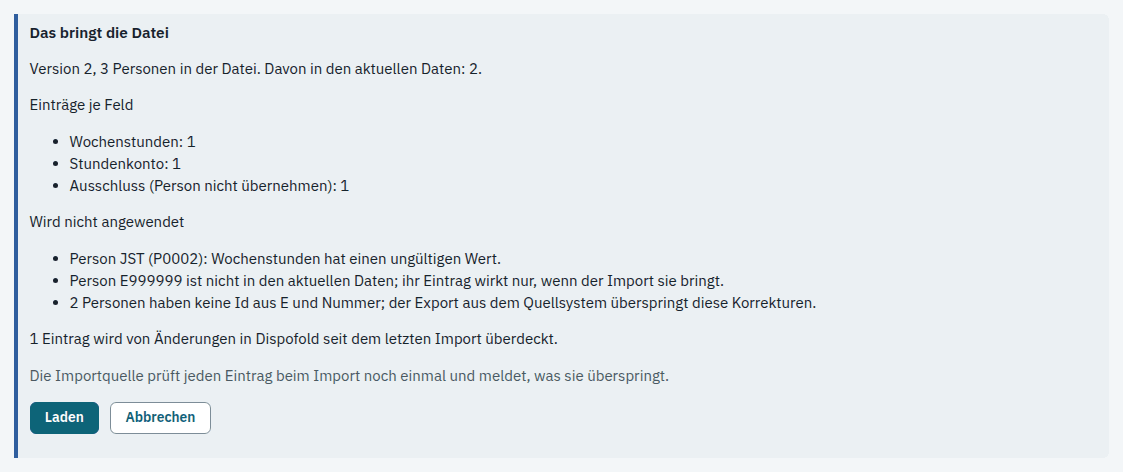 Das bringt die Datei
Version 2, 3 Personen in der Datei. Davon in den aktuellen Daten: 2.
Einträge je Feld
• Wochenstunden: 1
• Stundenkonto: 1
• Ausschluss (Person nicht übernehmen): 1
Wird nicht angewendet
• Person JST (P0002): Wochenstunden hat einen ungültigen Wert.
• Person E999999 ist nicht in den aktuellen Daten; ihr Eintrag wirkt nur, wenn der Import sie bringt.
• 2 Personen haben keine Id aus E und Nummer; der Export aus dem Quellsystem überspringt diese Korrekturen.
1 Eintrag wird von Änderungen in Dispofold seit dem letzten Import überdeckt.
Die Importquelle prüft jeden Eintrag beim Import noch einmal und meldet, was sie überspringt.
Laden Abbrechen